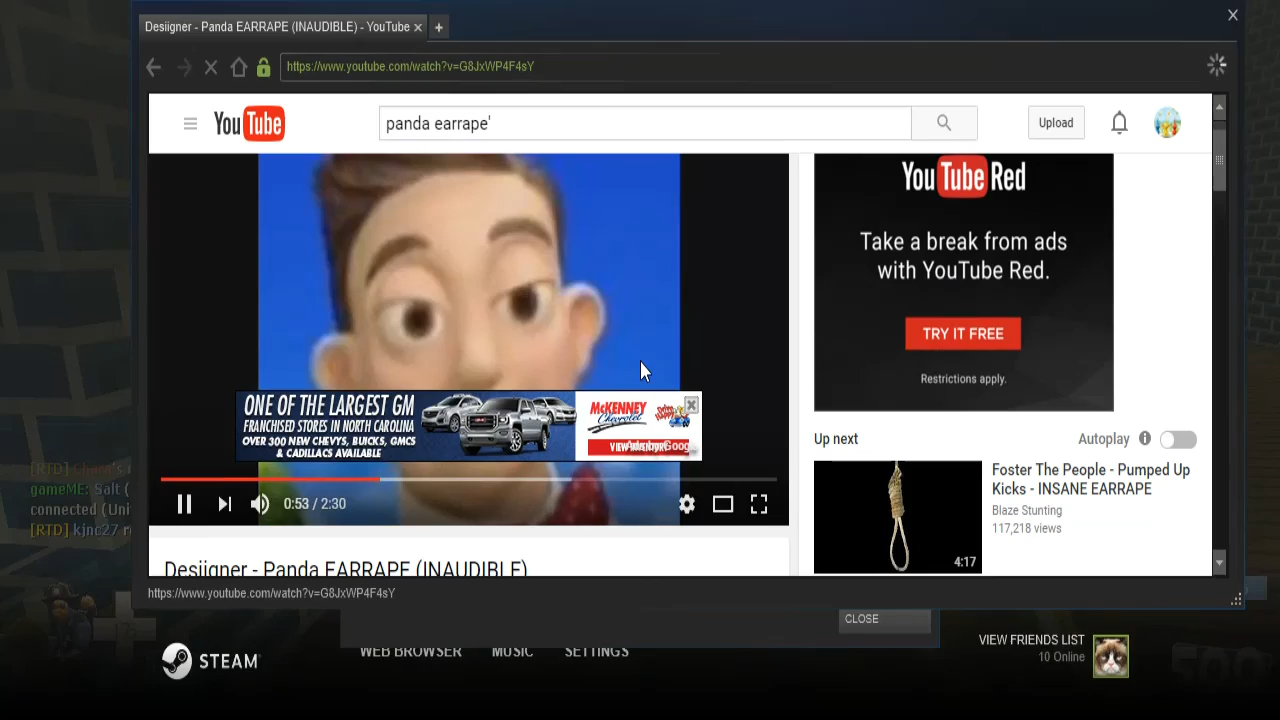 Desiigner - Panda EARRAPE (INAUDIBLE) - YouTube
https://www.youtube.com/watch?v=G8JxWP4F4sY
YouTube
panda earrape'
Upload
YouTube Red
Take a break from ads
with YouTube Red.
TRY IT FREE
Restrictions apply.
ONE OF THE LARGEST GM
FRANCHISED STORES IN NORTH CAROLINA
OVER 300 NEW CHEVYS, BUICKS, GMCS
& CADILLACS AVAILABLE
McKENNEY
Chevrolet
0:53 / 2:30
Up next
Autoplay
Foster The People - Pumped Up
Kicks - INSANE EARRAPE
Blaze Stunting
117,218 views
4:17
Desiigner - Panda EARRAPE (INAUDIBLE)
https://www.youtube.com/watch?v=G8JxWP4F4sY
[RTD]
gameME: Salt (
connected (Uni
[RTD] kjnc27 r
CLOSE
STEAM
WEB BROWSER
MUSIC
SETTINGS
VIEW FRIENDS LIST
10 Online